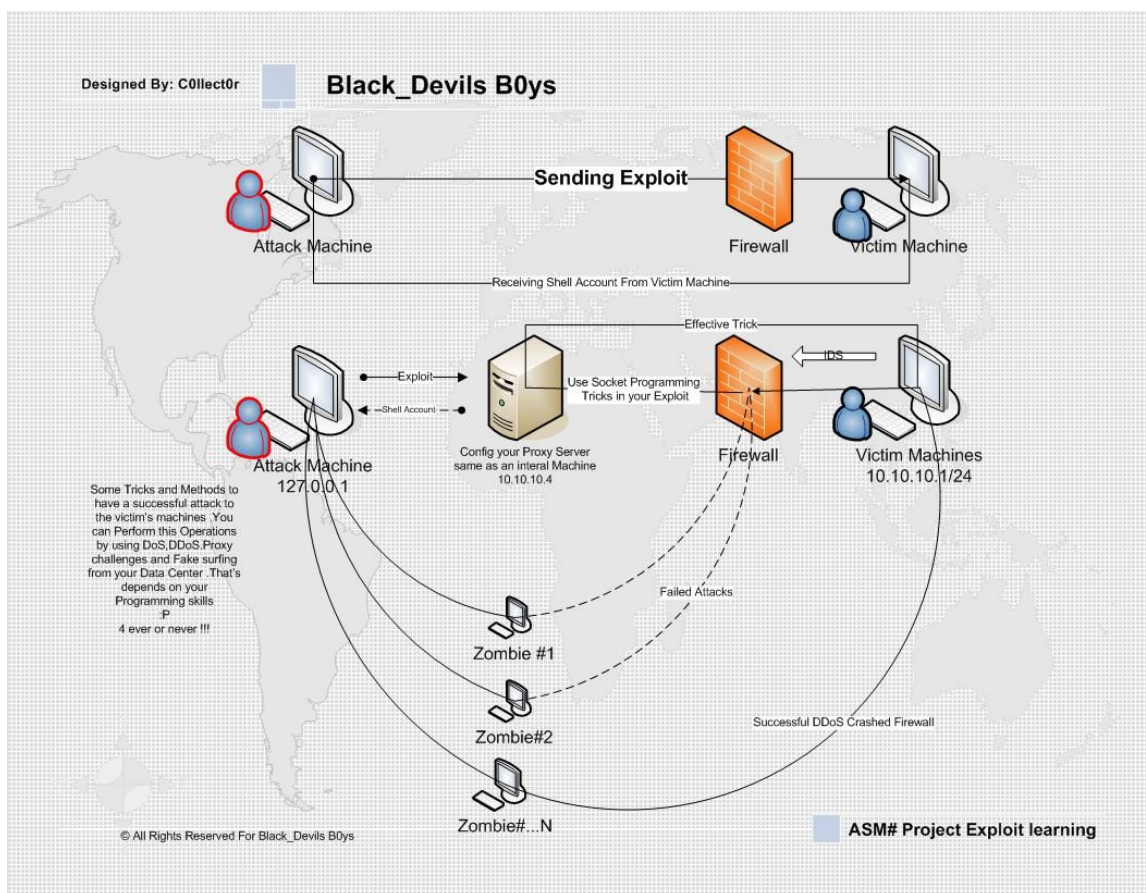 Designed By: C0llect0r
Black_Devils B0ys
Sending Exploit
Attack Machine
Firewall
Victim Machine
Receiving Shell Account From Victim Machine
Effective Trick
IDS
Exploit
Use Socket Programming
Tricks in your Exploit
Shell Account
Attack Machine
127.0.0.1
Config your Proxy Server
same as an interal Machine
10.10.10.4
Firewall
Victim Machines
10.10.10.1/24
Some Tricks and Methods to
have a successful attack to
the victim's machines .You
can Perform this Operations
by using DoS,DDoS.Proxy
challenges and Fake surfing
from your Data Center .That's
depends on your
Programming skills
:P
4 ever or never !!!
Failed Attacks
Zombie #1
Zombie#2
Successful DDoS Crashed Firewall
Zombie#...N
© All Rights Reserved For Black_Devils B0ys
ASM# Project Exploit learning